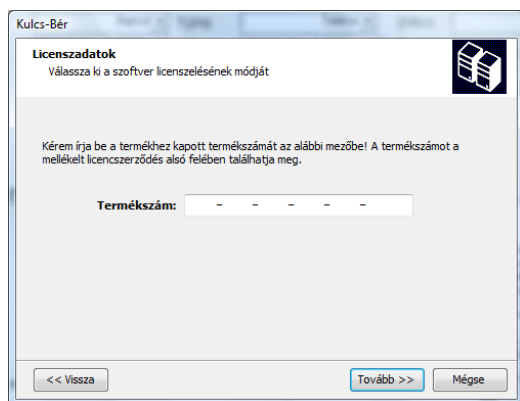 Kulcs-Bér
Licenszadatok
Válassza ki a szoftver licenszelésének módját
Kérem írja be a termékhez kapott termékszámát az alábbi mezőbe! A termékszámot a
mellékelt licencszerződés alsó felében találhatja meg.
Termékszám: - - - - -
<< Vissza
Tovább >>
Mégse